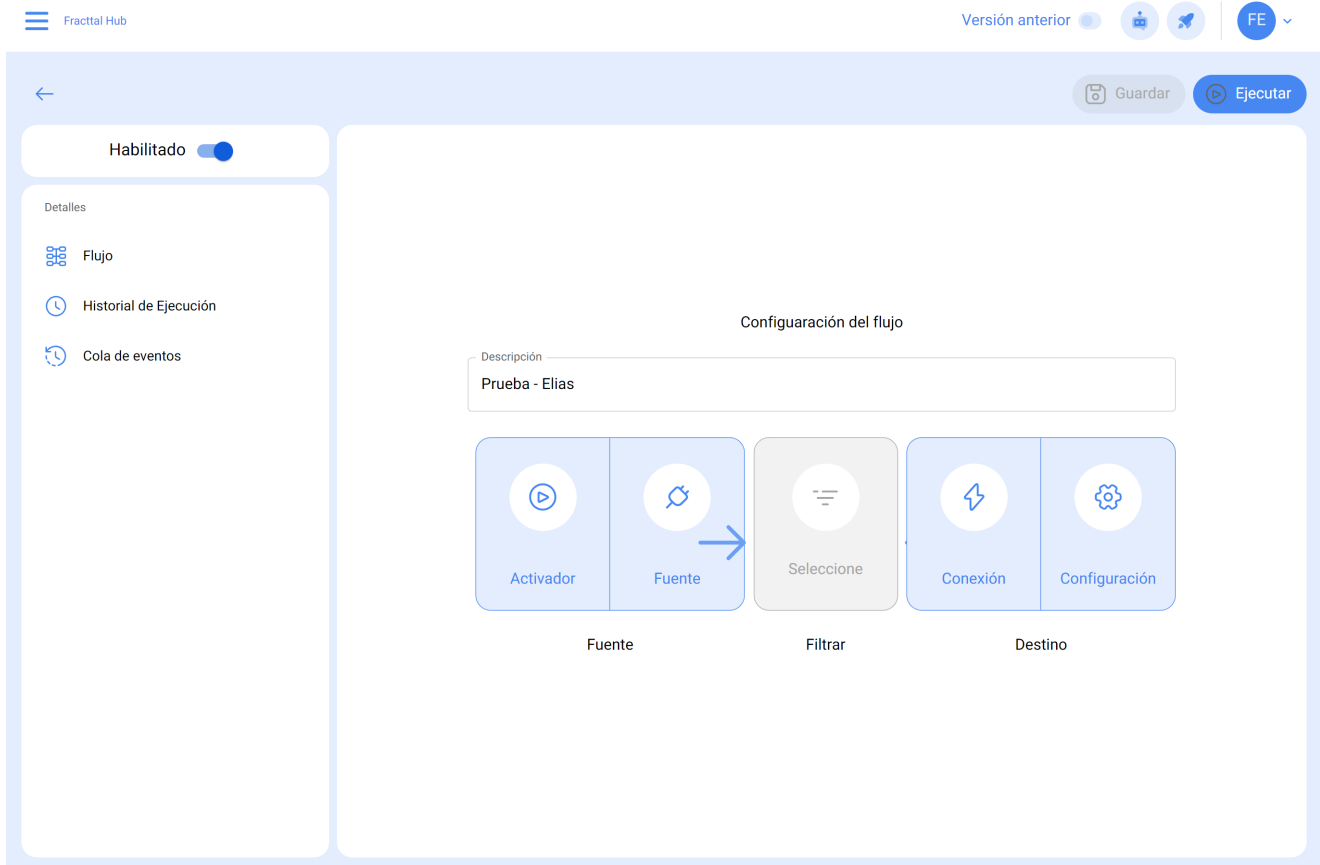 Fracttal Hub
Versión anterior
FE
Guardar
Ejecutar
Habilitado
Detalles
Flujo
Historial de Ejecución
Cola de eventos
Configuaración del flujo
Descripción
Prueba - Elias
Activador
Fuente
Seleccione
Conexión
Configuración
Fuente
Filtrar
Destino